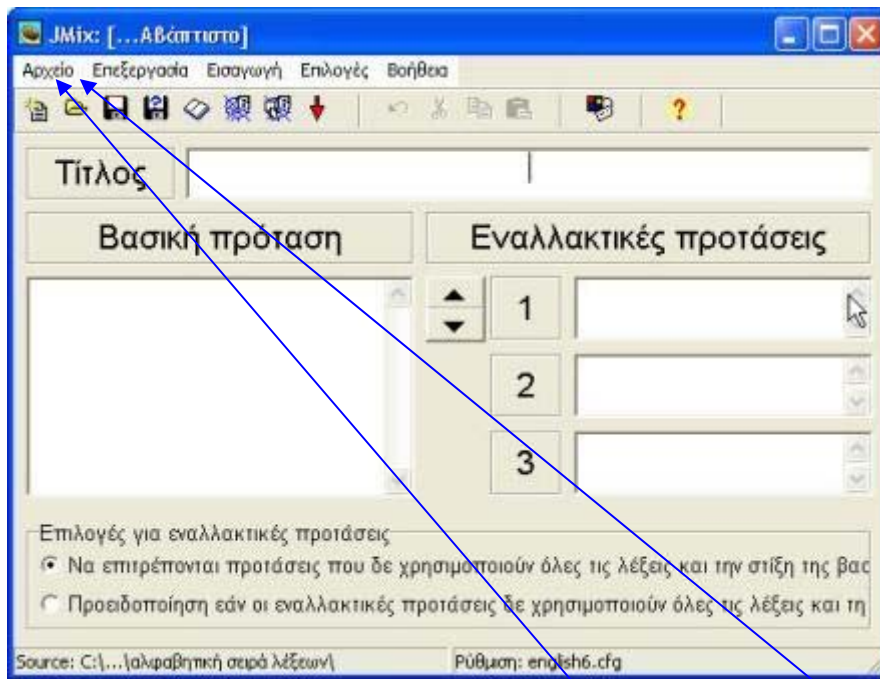 JMix: [...Αβάπτιστο]
Αρχείο Επεξεργασία Εισαγωγή Επιλογές Βοήθεια
Τίτλος
Βασική πρόταση Εναλλακτικές προτάσεις
1
2
3
Επιλογές για εναλλακτικές προτάσεις
Να επιτρέπονται προτάσεις που δε χρησιμοποιούν όλες τις λέξεις και την στίξη της βας
Προειδοποίηση εάν οι εναλλακτικές προτάσεις δε χρησιμοποιούν όλες τις λέξεις και τη
Source: C:\...\αλφαβητική σειρά λέξεων\ Ρύθμιση: english6.cfg